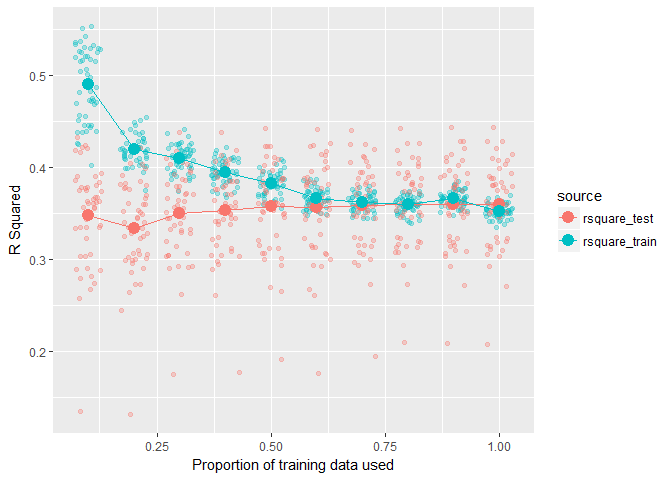 0.5
0.4
0.3
0.2
R Squared
0.25 0.50 0.75 1.00
Proportion of training data used
source
rsquare_test
rsquare_train